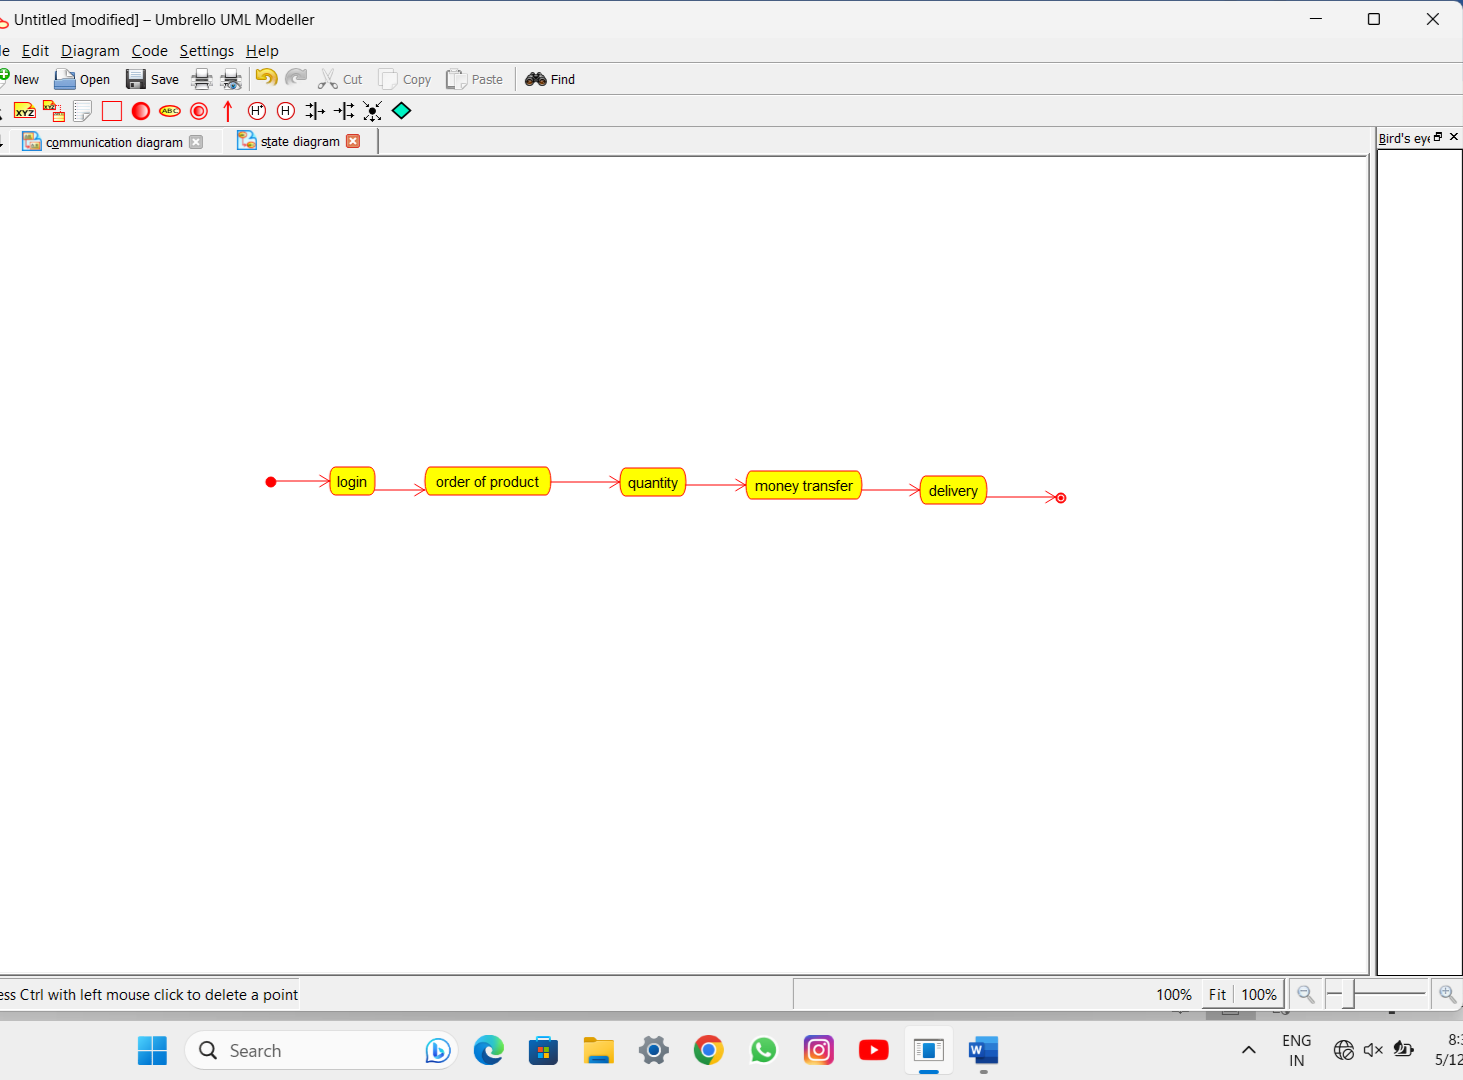 Untitled [modified] – Umbrello UML Modeller
le Edit Diagram Code Settings Help
New Open Save Cut Copy Paste Find
XYZ XYZ ABC H* H
communication diagram state diagram
Bird's eye
login order of product quantity money transfer delivery
ess Ctrl with left mouse click to delete a point
100% Fit 100%
Search
W
ENG
IN
8:3
5/12